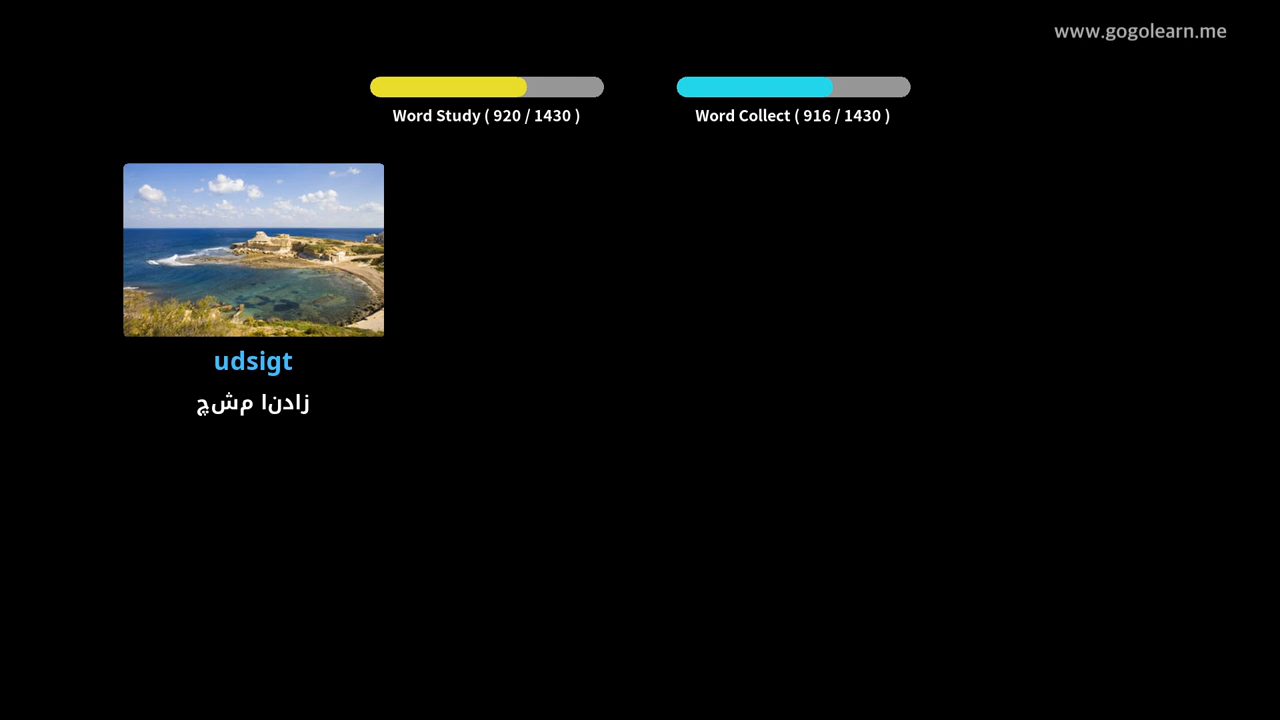 www.gogolearn.me
Word Study ( 920 / 1430 )
Word Collect ( 916 / 1430 )
udsigt
چشم انداز